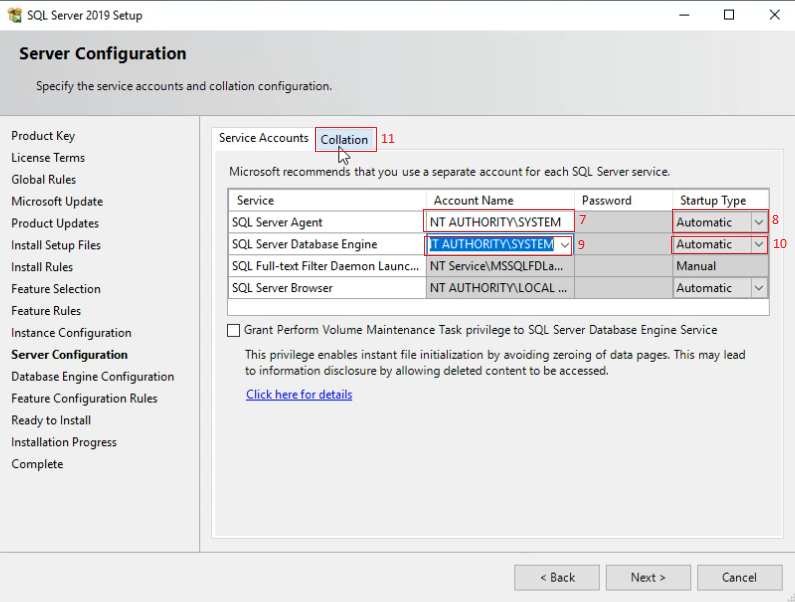 SQL Server 2019 Setup
Server Configuration
Specify the service accounts and collation configuration.
Product Key
License Terms
Global Rules
Microsoft Update
Product Updates
Install Setup Files
Install Rules
Feature Selection
Feature Rules
Instance Configuration
Server Configuration
Database Engine Configuration
Feature Configuration Rules
Ready to Install
Installation Progress
Complete
Service Accounts Collation 11
Microsoft recommends that you use a separate account for each SQL Server service.
Service Account Name Password Startup Type
SQL Server Agent NT AUTHORITY\SYSTEM 7 Automatic 8
SQL Server Database Engine T AUTHORITY\SYSTEM 9 Automatic 10
SQL Full-text Filter Daemon Launc... NT Service\MSSQLFDLa... Manual
SQL Server Browser NT AUTHORITY\LOCAL ... Automatic
Grant Perform Volume Maintenance Task privilege to SQL Server Database Engine Service
This privilege enables instant file initialization by avoiding zeroing of data pages. This may lead
to information disclosure by allowing deleted content to be accessed.
Click here for details
< Back Next > Cancel